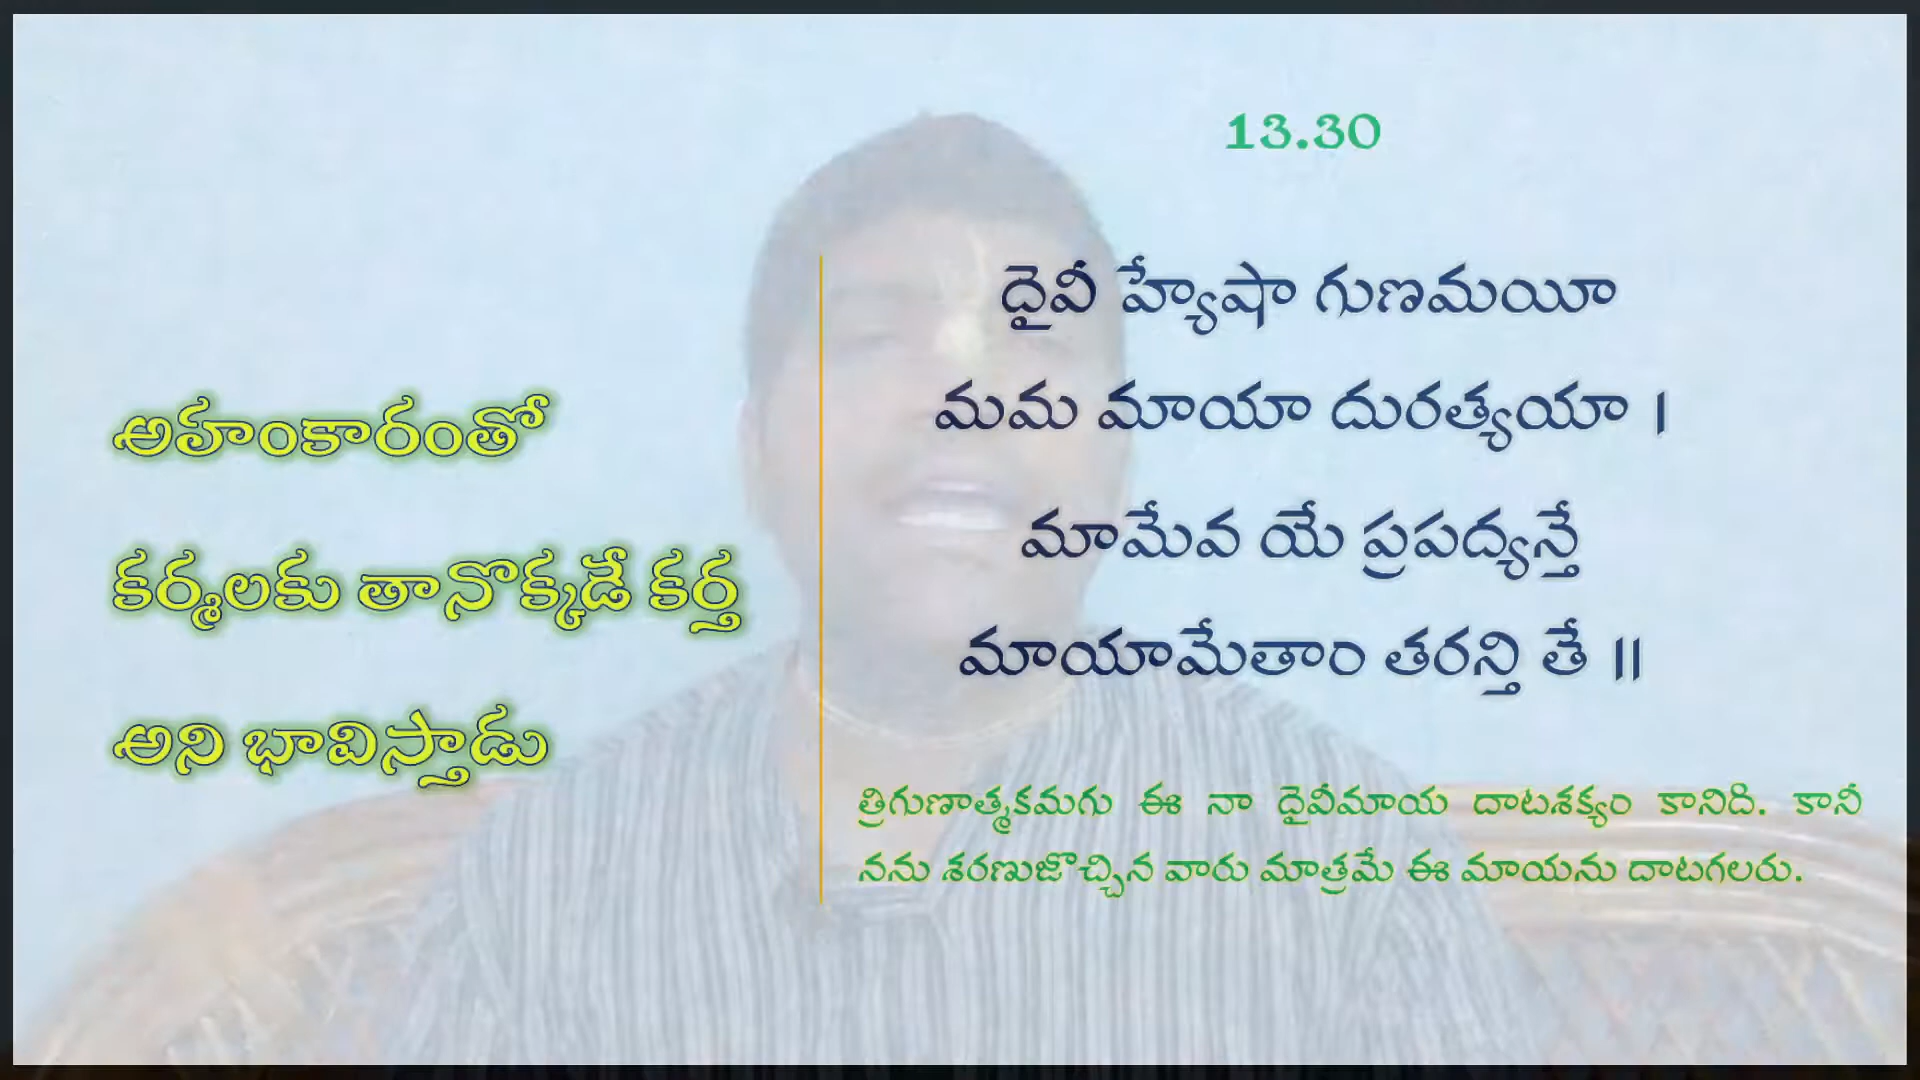 అహంకారంతో
కర్మలకు తానొక్కడే కర్త
అని భావిస్తాడు
13.30
దైవీ హ్యేషా గుణమయీ
మమ మాయా దురత్యయా ।
మామేవ యే ప్రపద్యన్తే
మాయామేతాం తరన్తి తే ॥
త్రిగుణాత్మకమగు ఈ నా దైవీమాయ దాటశక్యం కానిది. కానీ
నను శరణుజొచ్చిన వారు మాత్రమే ఈ మాయను దాటగలరు.